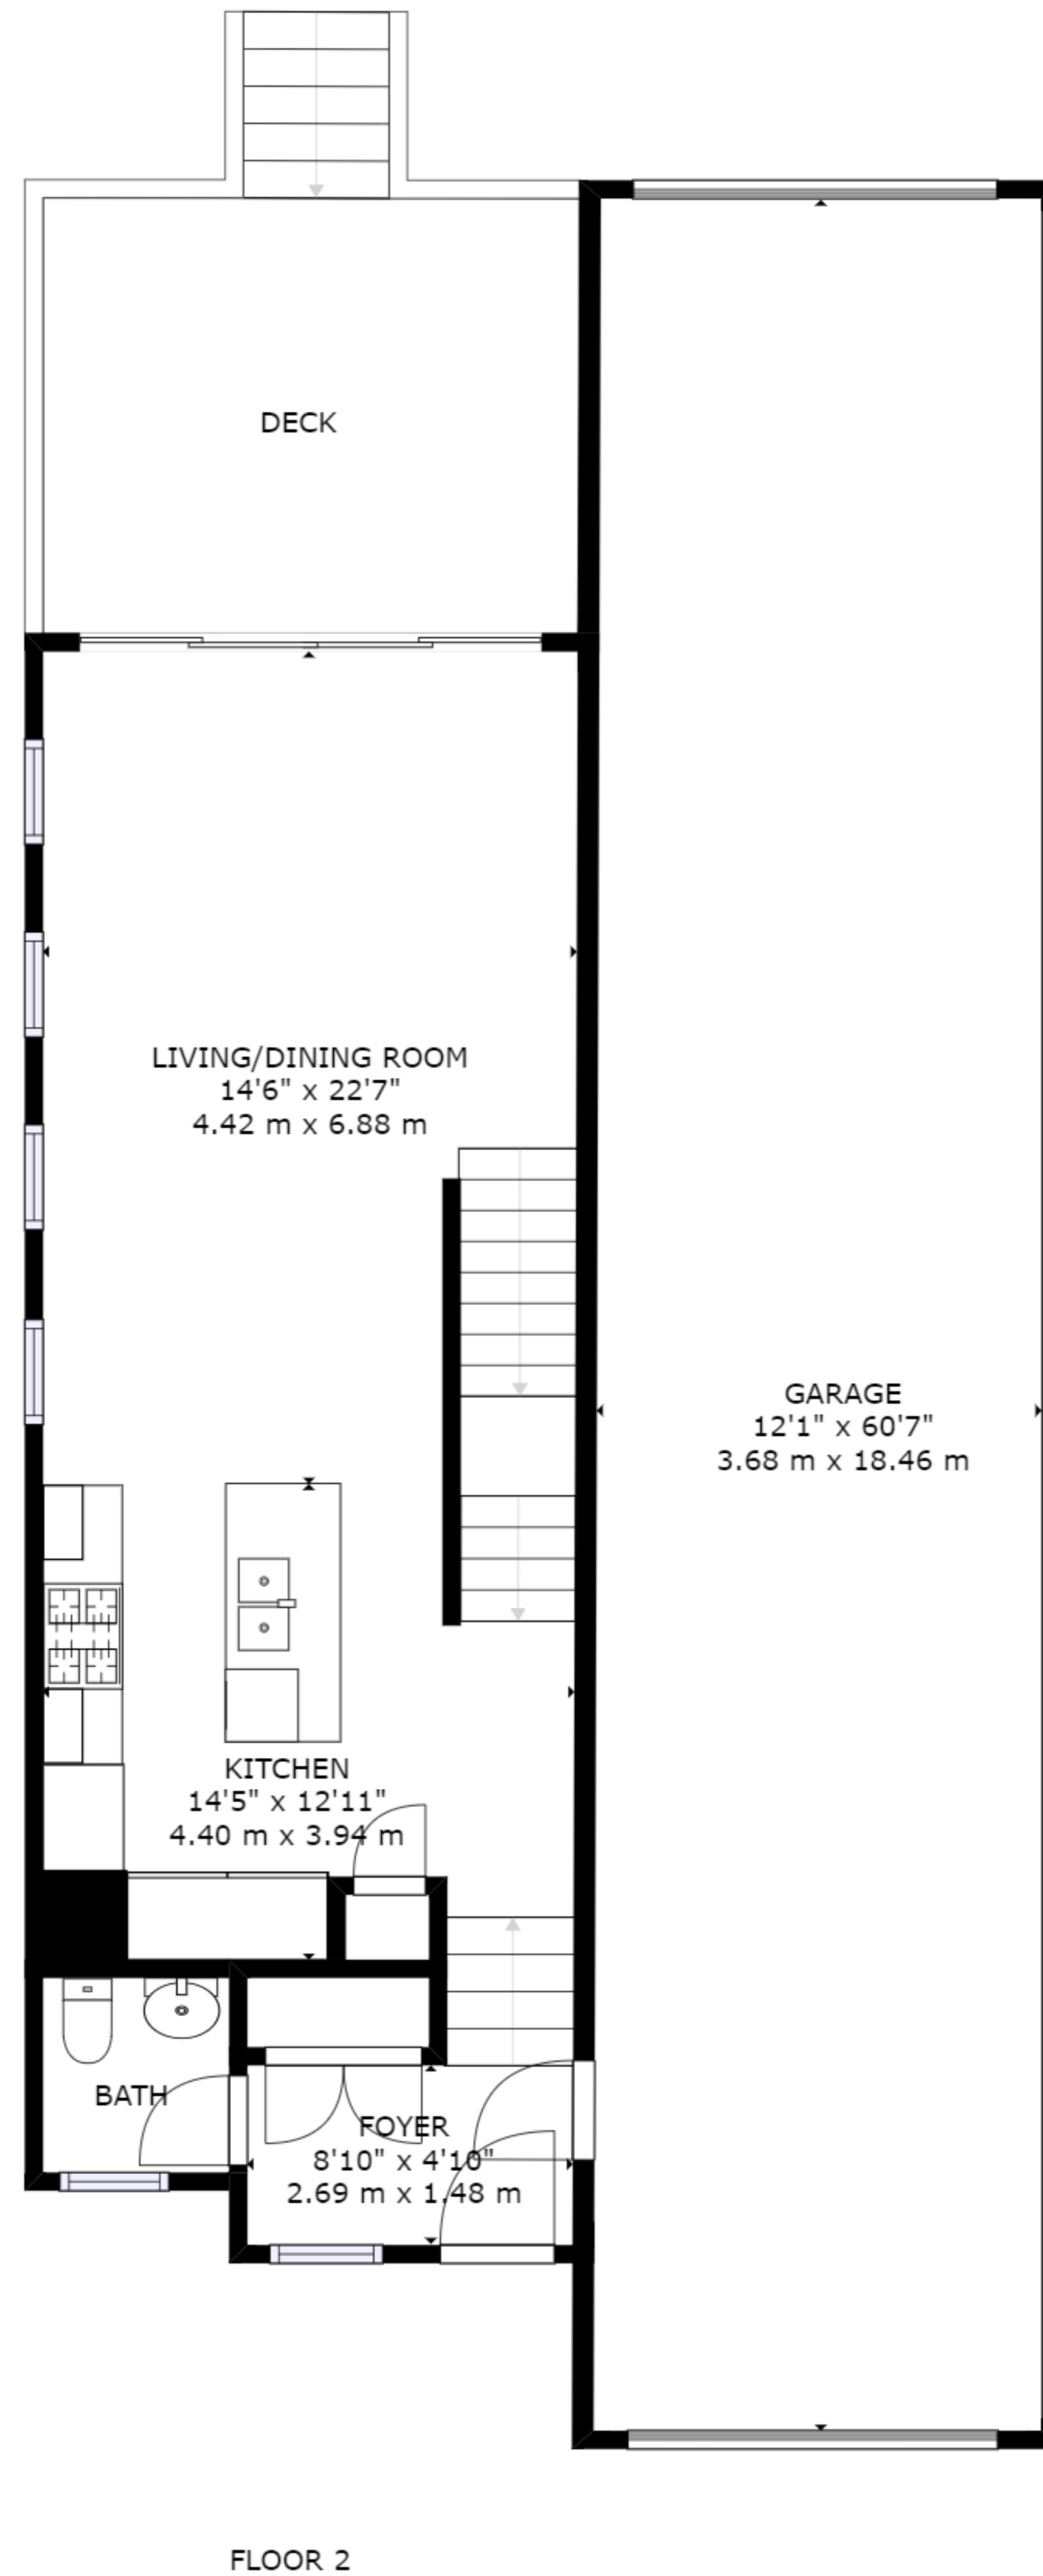 DECK
LIVING/DINING ROOM
14'6" x 22'7"
4.42 m x 6.88 m
GARAGE
12'1" x 60'7"
3.68 m x 18.46 m
KITCHEN
14'5" x 12'11"
4.40 m x 3.94 m
BATH
FOYER
8'10" x 4'10"
2.69 m x 1.48 m
FLOOR 2